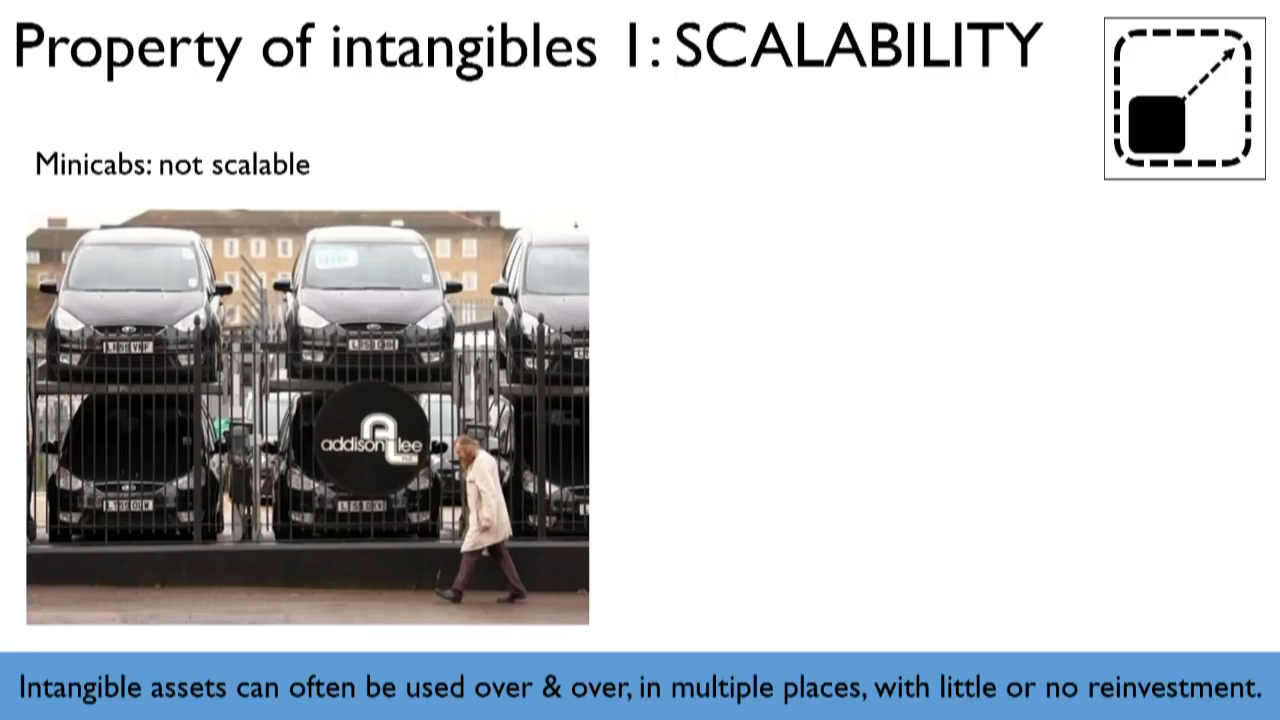 Property of intangibles 1: SCALABILITY
Minicabs: not scalable
addison lee
Intangible assets can often be used over & over, in multiple places, with little or no reinvestment.